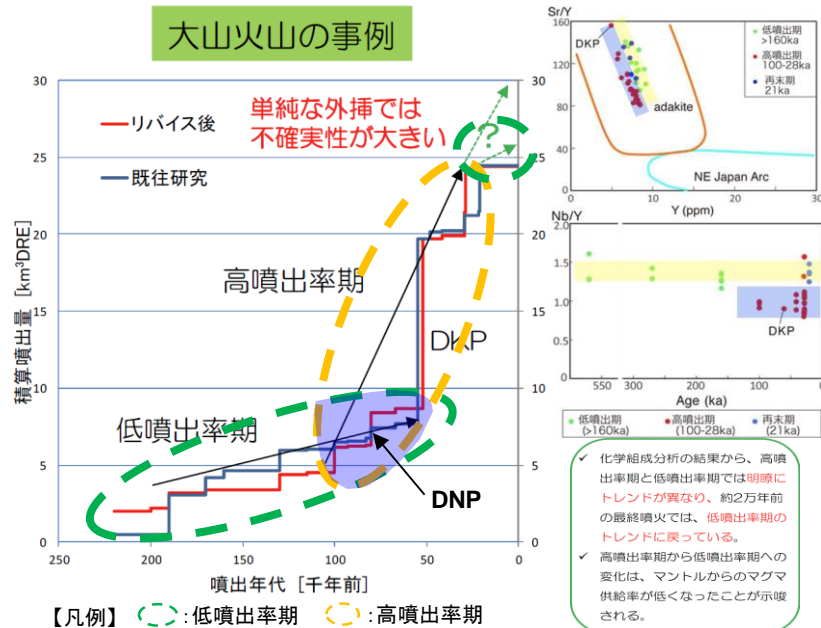 大山火山の事例
30
25
20
15
10
5
0
積算噴出量 [km³DRE]
リバイス後
既往研究
単純な外挿では
不確実性が大きい
?
高噴出率期
低噴出率期
DKP
DNP
30
25
20
15
10
5
0
250
200
150
100
50
0
噴出年代 [千年前]
【凡例】 :低噴出率期 :高噴出率期
Sr/Y
160
120
80
40
0
DKP
低噴出期
>160ka
高噴出期
100-28ka
再末期
21ka
adakite
NE Japan Arc
0
10
20
30
Y (ppm)
Nb/Y
2.0
1.5
1.0
0.5
0
DKP
550
300
200
100
0
Age (ka)
低噴出期
(>160ka)
高噴出期
(100-28ka)
再末期
(21ka)
✓ 化学組成分析の結果から、高噴
出率期と低噴出率期では明瞭に
トレンドが異なり、約2万年前
の最終噴火では、低噴出率期の
トレンドに戻っている。
✓ 高噴出率期から低噴出率期への
変化は、マントルからのマグマ
供給率が低くなったことが示唆
される。